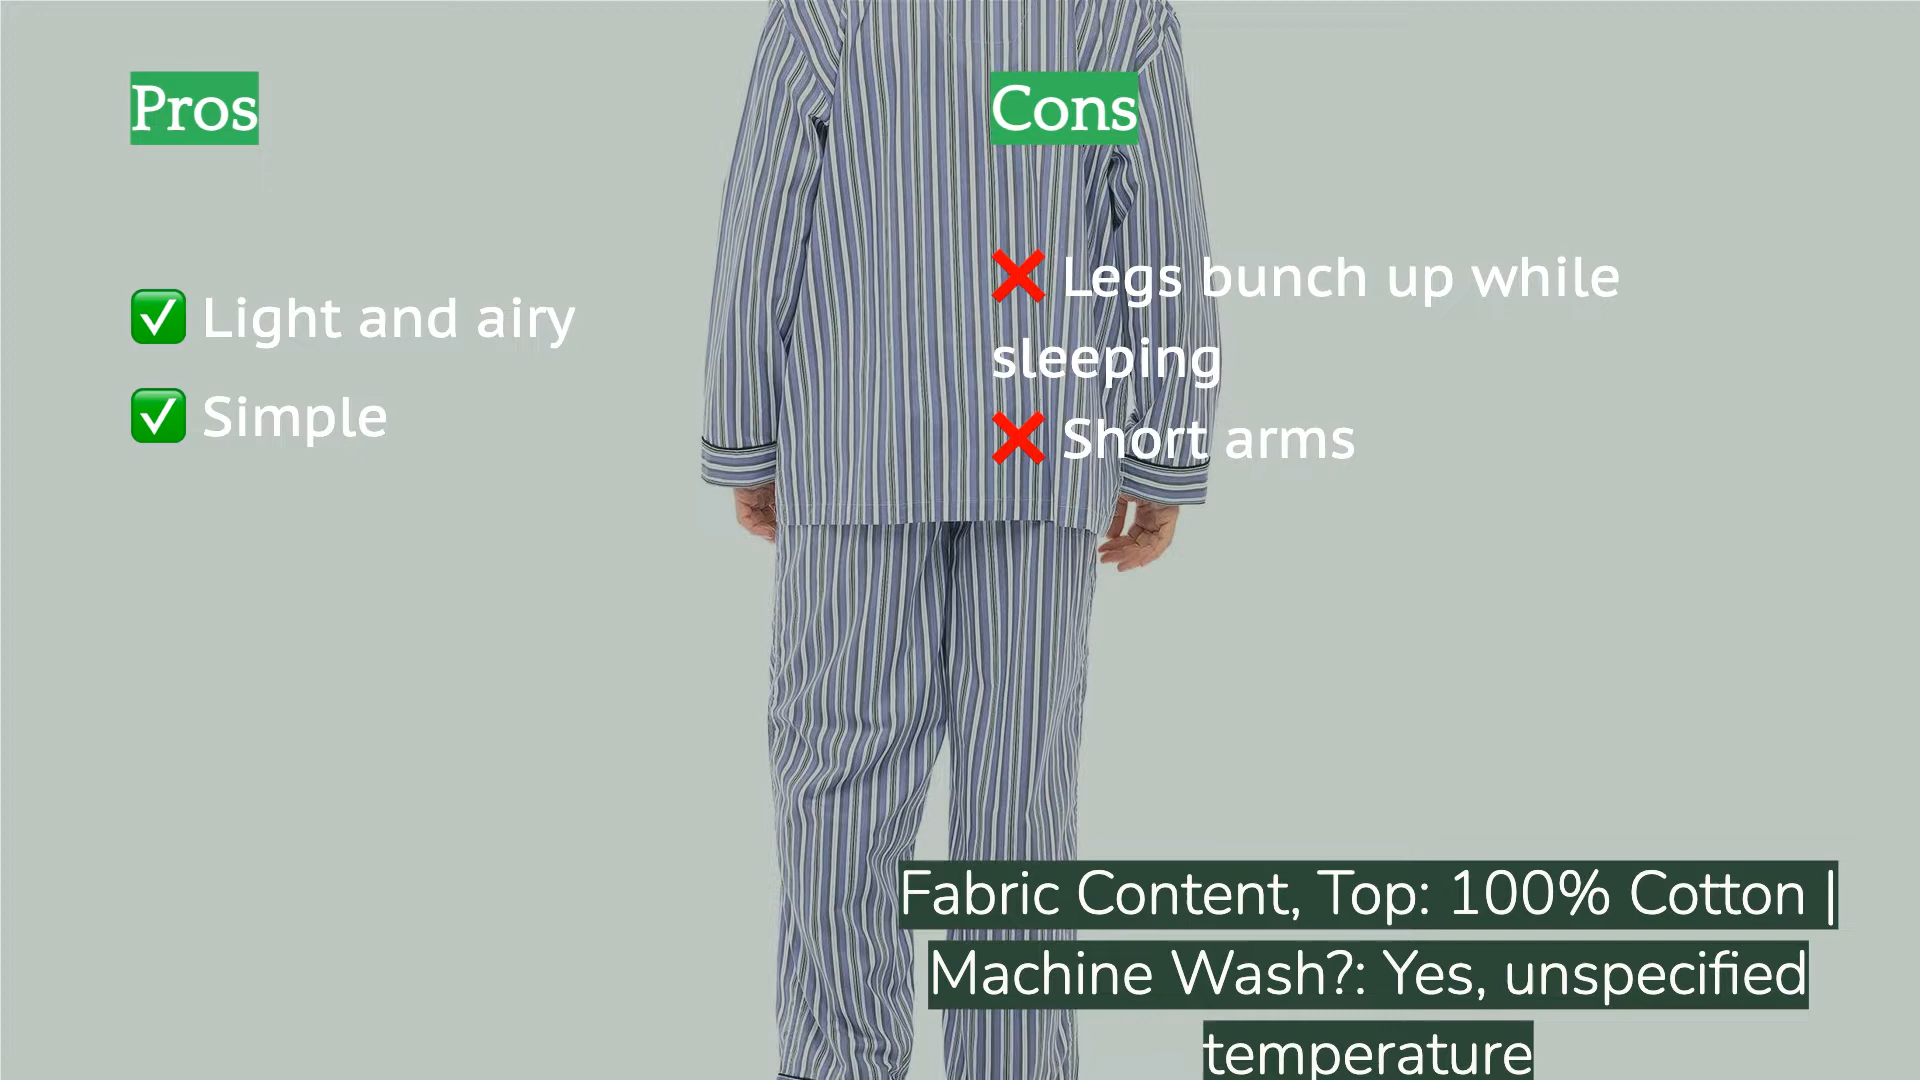 Pros
✅ Light and airy
✅ Simple
Cons
❌ Legs bunch up while
sleeping
❌ Short arms
Fabric Content, Top: 100% Cotton |
Machine Wash?: Yes, unspecified
temperature